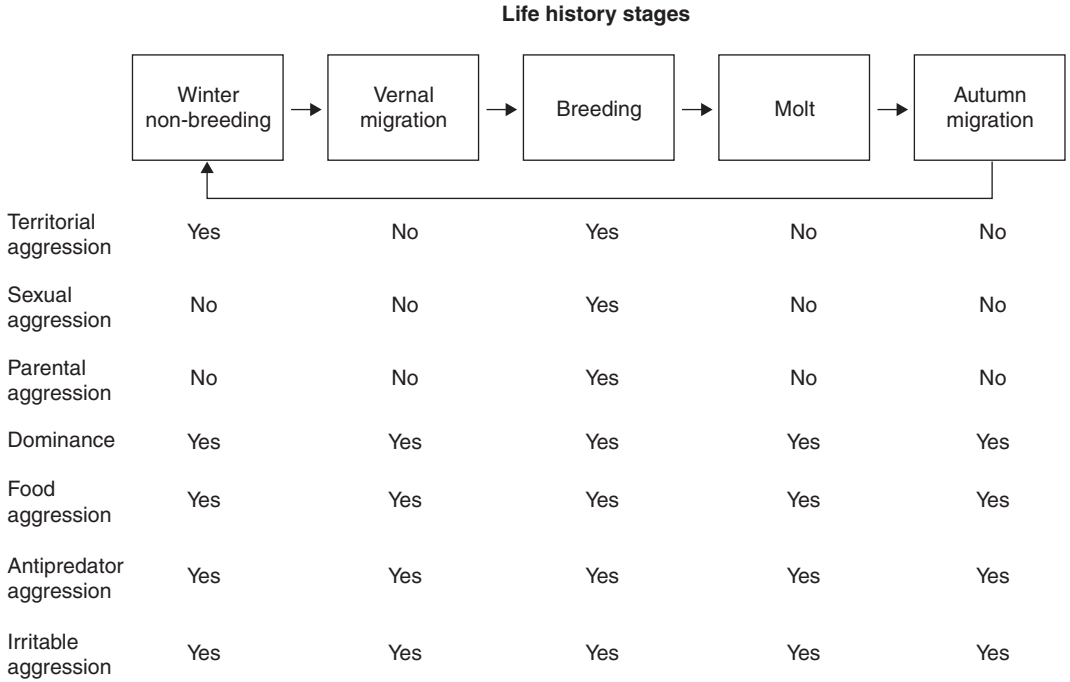 Life history stages
Winter
non-breeding
Vernal
migration
Breeding
Molt
Autumn
migration
Territorial
aggression
Yes No Yes No No
Sexual
aggression
No No Yes No No
Parental
aggression
No No Yes No No
Dominance Yes Yes Yes Yes Yes
Food
aggression
Yes Yes Yes Yes Yes
Antipredator
aggression
Yes Yes Yes Yes Yes
Irritable
aggression
Yes Yes Yes Yes Yes